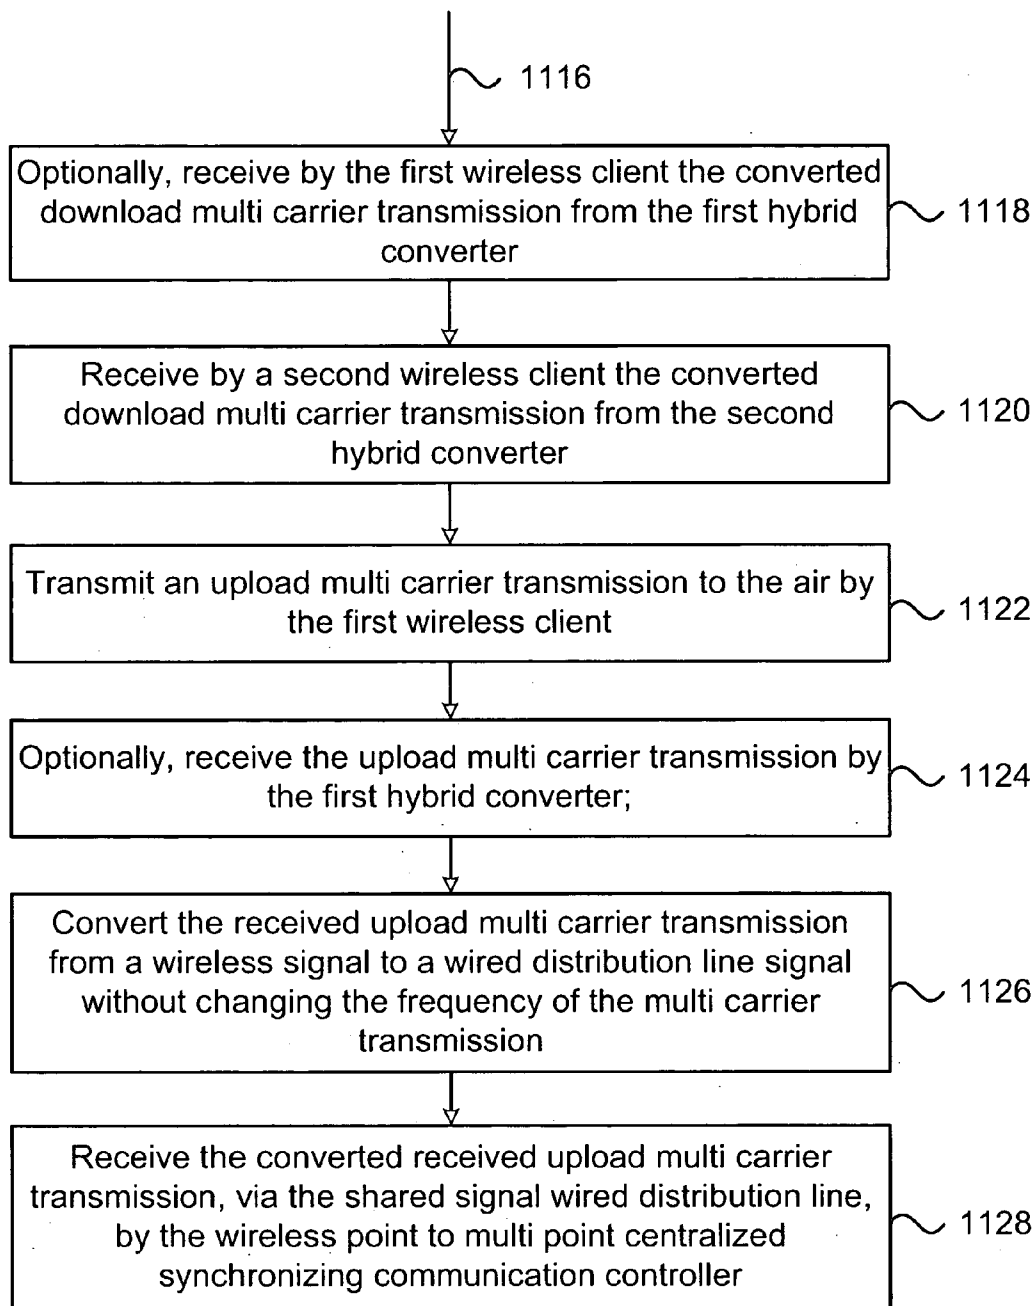 1116
Optionally, receive by the first wireless client the converted
download multi carrier transmission from the first hybrid
converter
1118
Receive by a second wireless client the converted
download multi carrier transmission from the second
hybrid converter
1120
Transmit an upload multi carrier transmission to the air by
the first wireless client
1122
Optionally, receive the upload multi carrier transmission by
the first hybrid converter;
1124
Convert the received upload multi carrier transmission
from a wireless signal to a wired distribution line signal
without changing the frequency of the multi carrier
transmission
1126
Receive the converted received upload multi carrier
transmission, via the shared signal wired distribution line,
by the wireless point to multi point centralized
synchronizing communication controller
1128